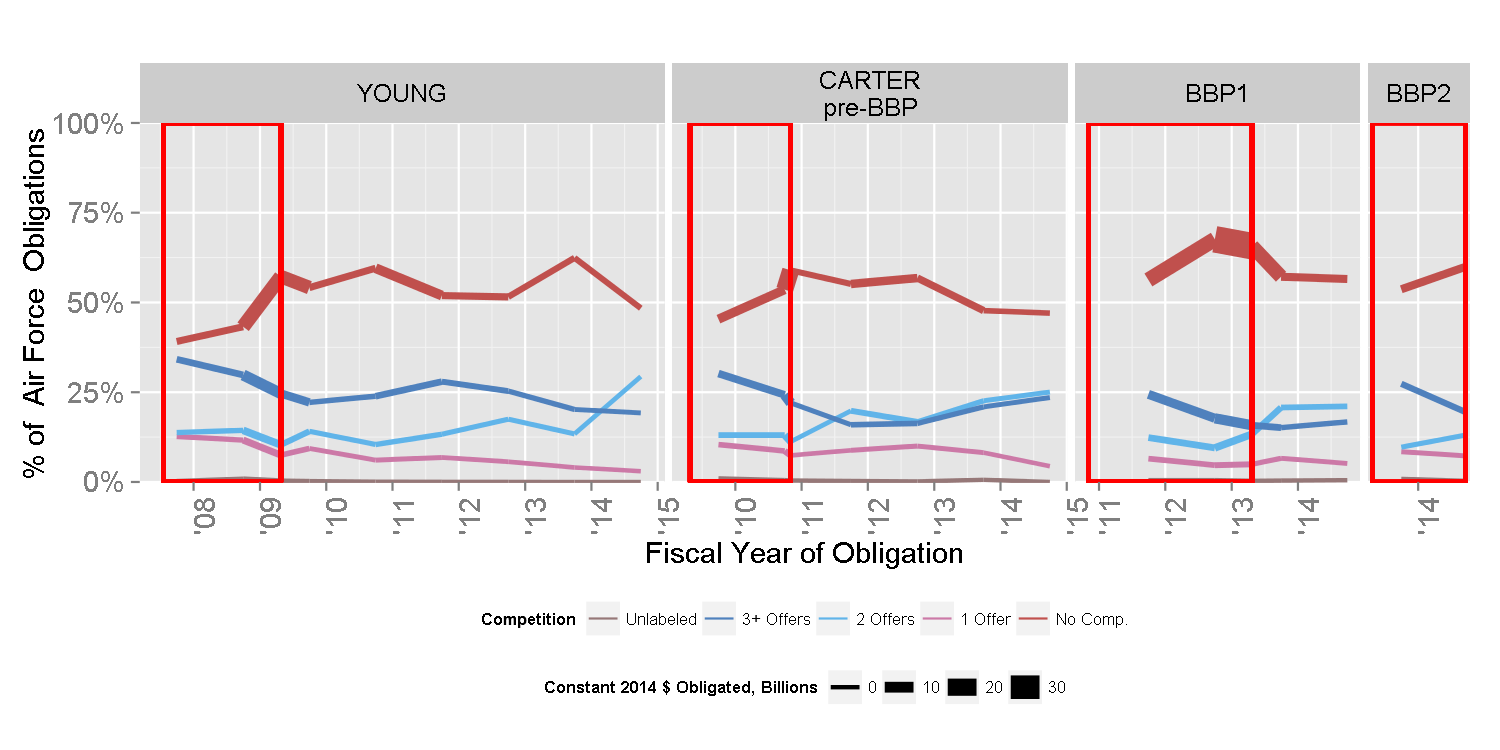 YOUNG
CARTER
pre-BBP
BBP1
BBP2
% of Air Force Obligations
100%
75%
50%
25%
0%
'08 '09 '10 '11 '12 '13 '14 '15
'10 '11 '12 '13 '14 '15
'11 '12 '13 '14
'14
Fiscal Year of Obligation
Competition Unlabeled 3+ Offers 2 Offers 1 Offer No Comp.
Constant 2014 $ Obligated, Billions 0 10 20 30